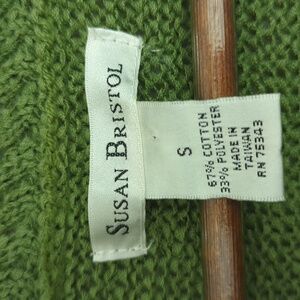 SUSAN BRISTOL
S
67% COTTON
33% POLYESTER
MADE IN
TAIWAN
RN 75343